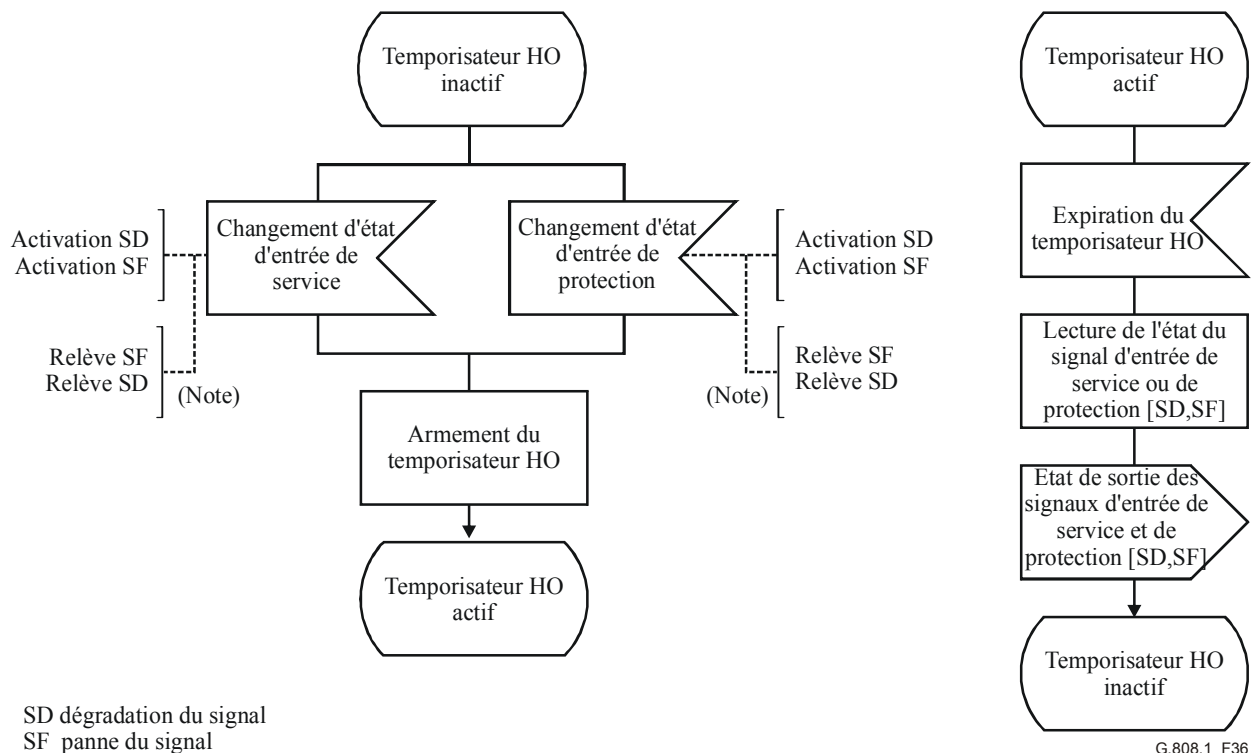 Temporisateur HO
inactif
Changement d'état
d'entrée de
service
Changement d'état
d'entrée de
protection
Activation SD
Activation SF
Relève SF
Relève SD
(Note)
Activation SD
Activation SF
Relève SF
Relève SD
(Note)
Armement du
temporisateur HO
Temporisateur HO
actif
Temporisateur HO
actif
Expiration du
temporisateur HO
Lecture de l'état du
signal d'entrée de
service ou de
protection [SD,SF]
Etat de sortie des
signaux d'entrée de
service et de
protection [SD,SF]
Temporisateur HO
inactif
SD dégradation du signal
SF panne du signal
G.808.1_F36